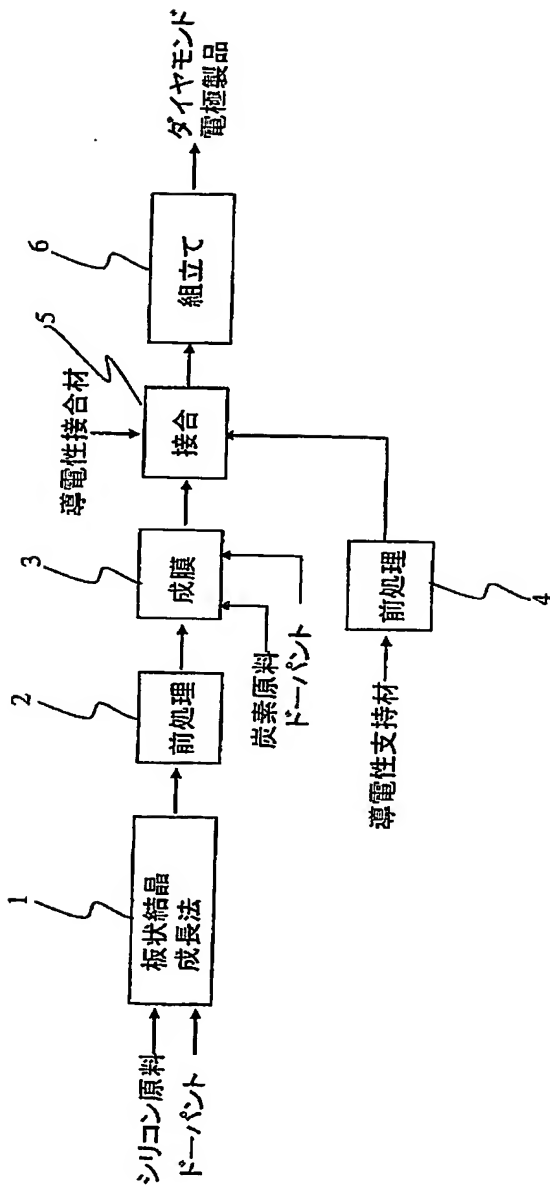 シリコン原料
ドーパント
1
板状結晶
成長法
2
前処理
3
成膜
炭素原料
ドーパント
導電性支持材
前処理
4
導電性接合材
5
接合
6
組立て
ダイヤモンド
電極製品